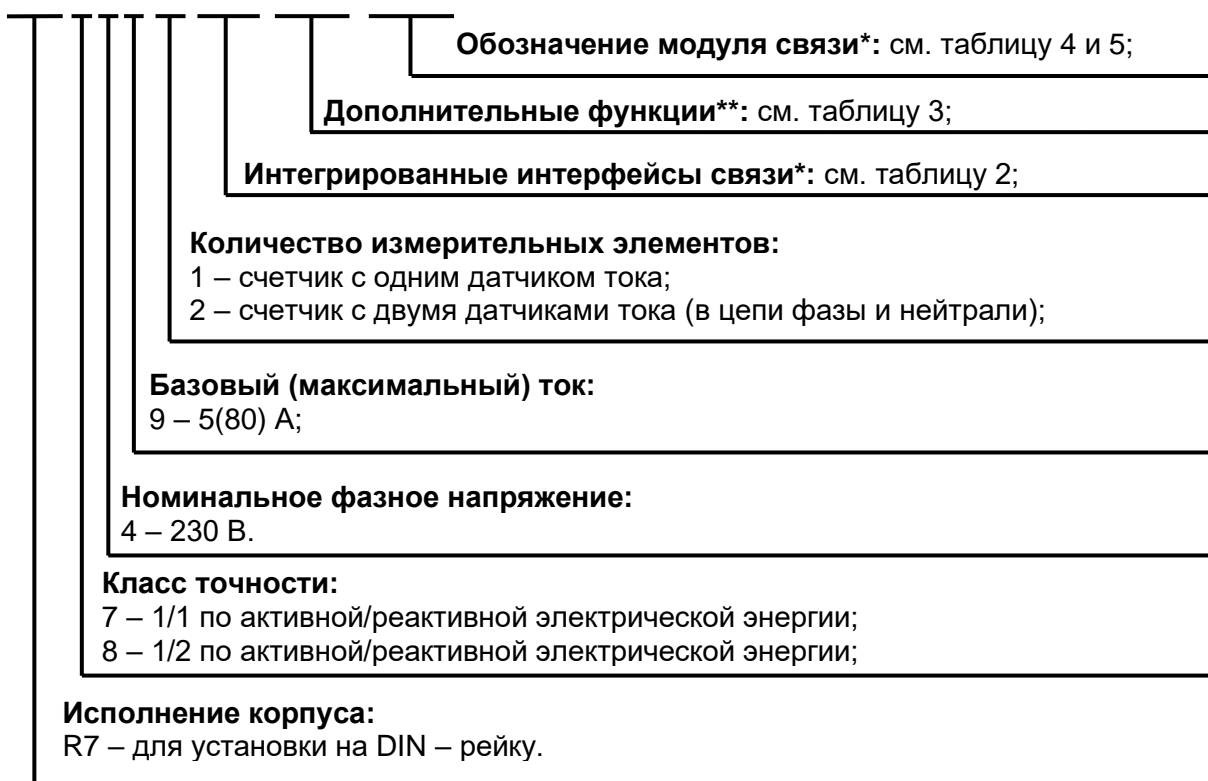 Обозначение модуля связи*: см. таблицу 4 и 5;
Дополнительные функции**: см. таблицу 3;
Интегрированные интерфейсы связи*: см. таблицу 2;
Количество измерительных элементов:
1 – счетчик с одним датчиком тока;
2 – счетчик с двумя датчиками тока (в цепи фазы и нейтрали);
Базовый (максимальный) ток:
9 – 5(80) А;
Номинальное фазное напряжение:
4 – 230 В.
Класс точности:
7 – 1/1 по активной/реактивной электрической энергии;
8 – 1/2 по активной/реактивной электрической энергии;
Исполнение корпуса:
R7 – для установки на DIN – рейку.